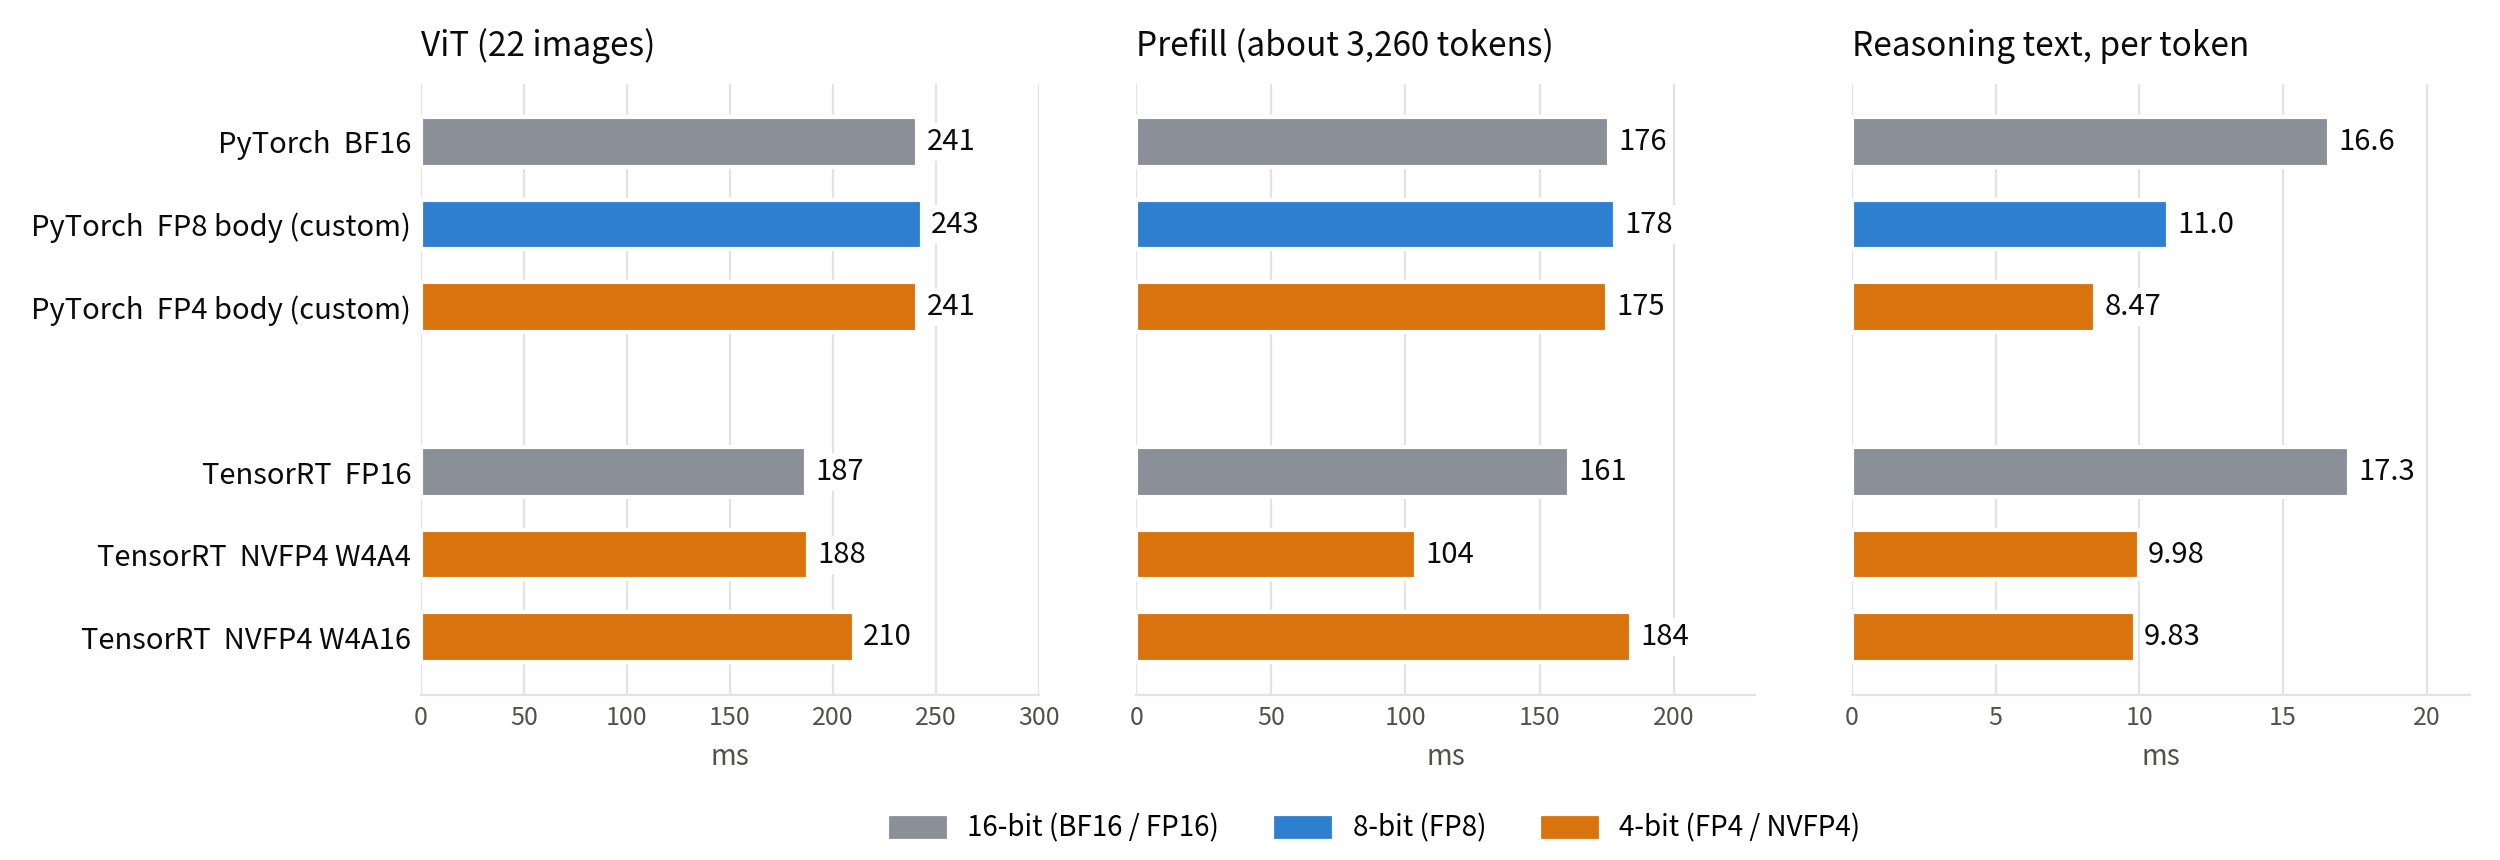 ViT (22 images)
Prefill (about 3,260 tokens)
Reasoning text, per token
PyTorch BF16
241
176
16.6
PyTorch FP8 body (custom)
243
178
11.0
PyTorch FP4 body (custom)
241
175
8.47
TensorRT FP16
187
161
17.3
TensorRT NVFP4 W4A4
188
104
9.98
TensorRT NVFP4 W4A16
210
184
9.83
0 50 100 150 200 250 300
0 50 100 150 200
0 5 10 15 20
ms
ms
ms
16-bit (BF16 / FP16)
8-bit (FP8)
4-bit (FP4 / NVFP4)